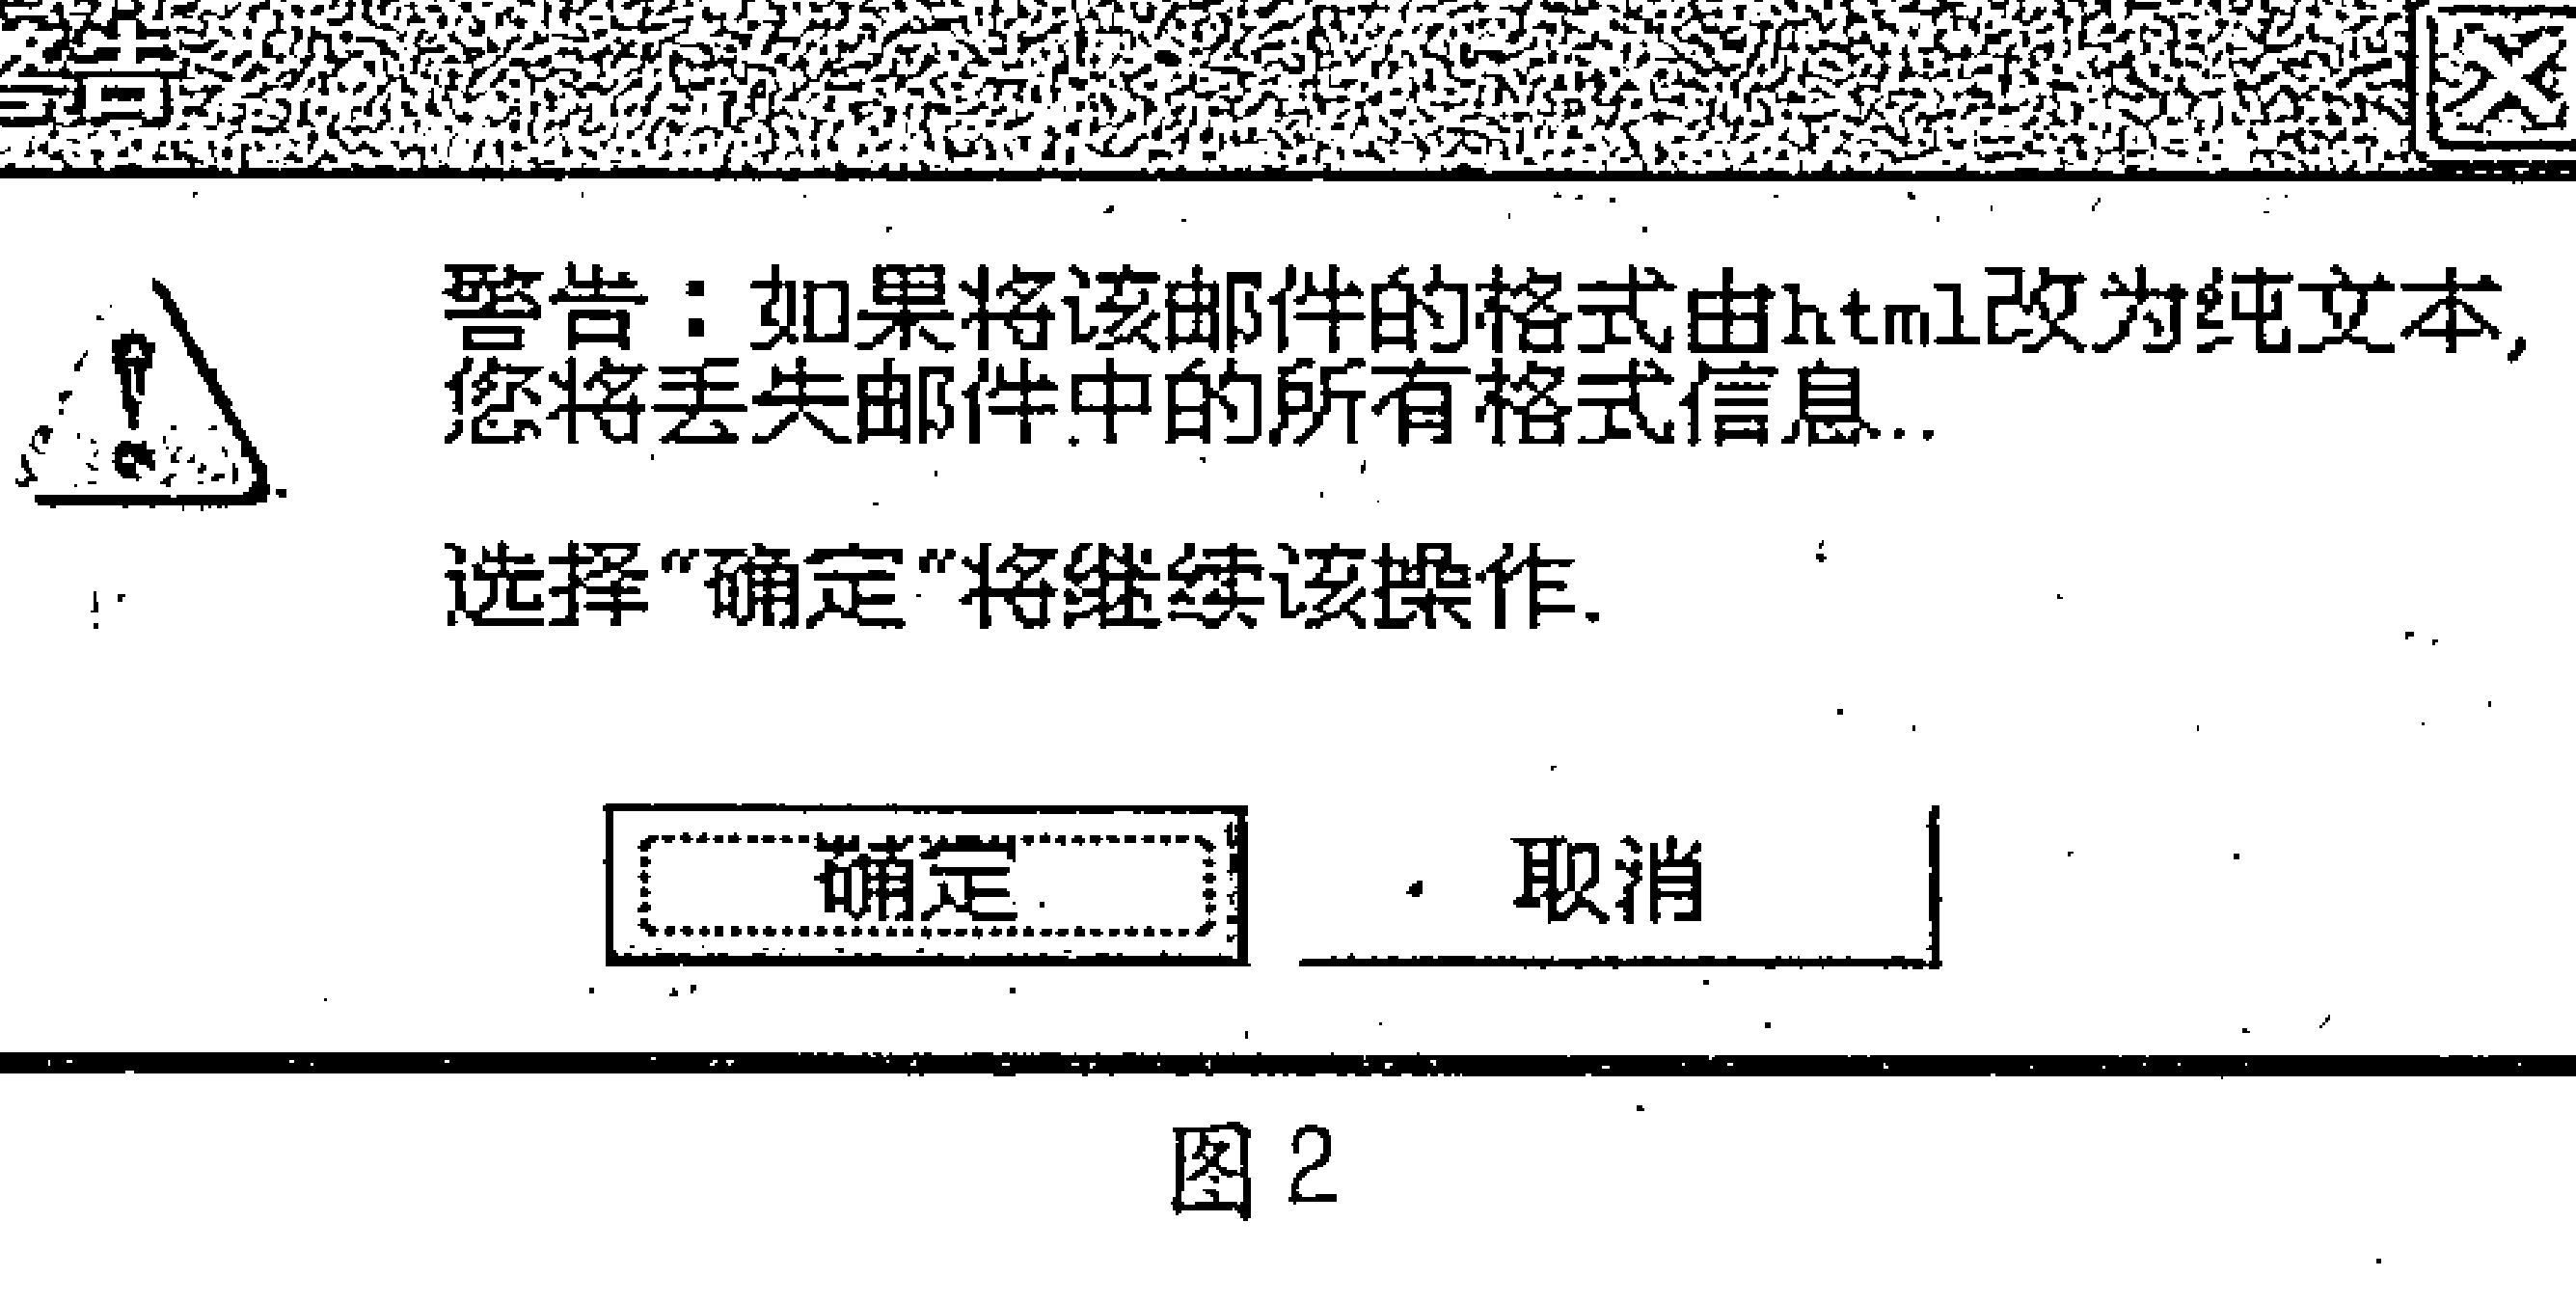 警告
警告：如果将该邮件的格式由html改为纯文本,
您将丢失邮件中的所有格式信息..
选择"确定"将继续该操作.
确定 取消
图 2